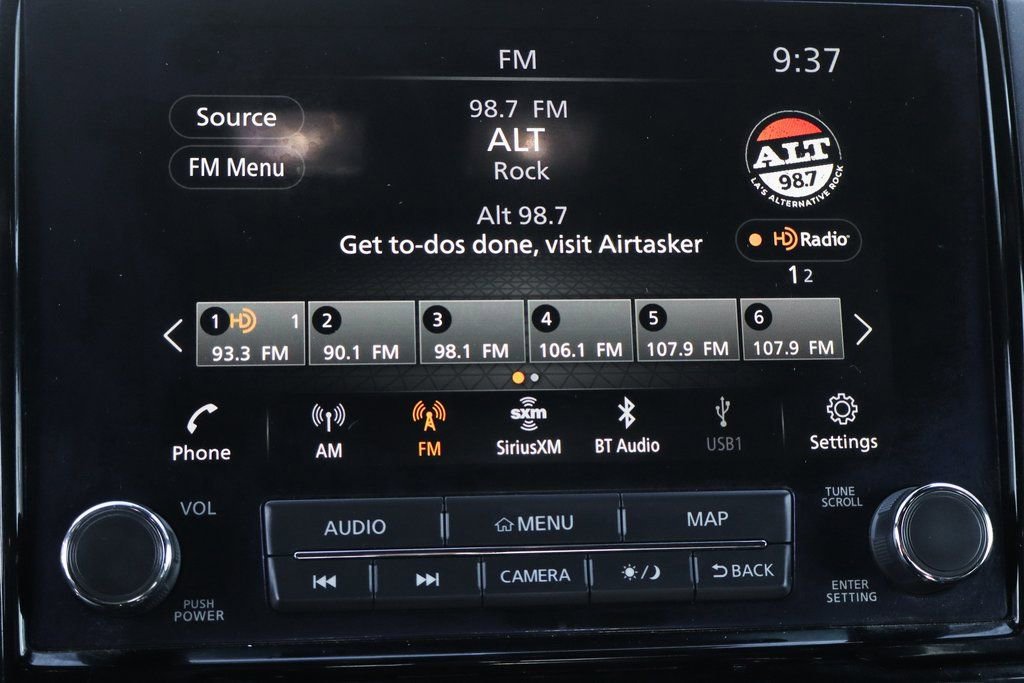 FM
9:37
Source
98.7 FM
ALT
FM Menu
Rock
ALT
98.7
LA'S ALTERNATIVE ROCK
Alt 98.7
Get to-dos done, visit Airtasker
HD Radio
1 2
1 HD 1
93.3 FM
2
90.1 FM
3
98.1 FM
4
106.1 FM
5
107.9 FM
6
107.9 FM
Phone
AM
FM
sxm
SiriusXM
BT Audio
USB1
Settings
VOL
PUSH
POWER
AUDIO
MENU
MAP
CAMERA
BACK
TUNE
SCROLL
ENTER
SETTING